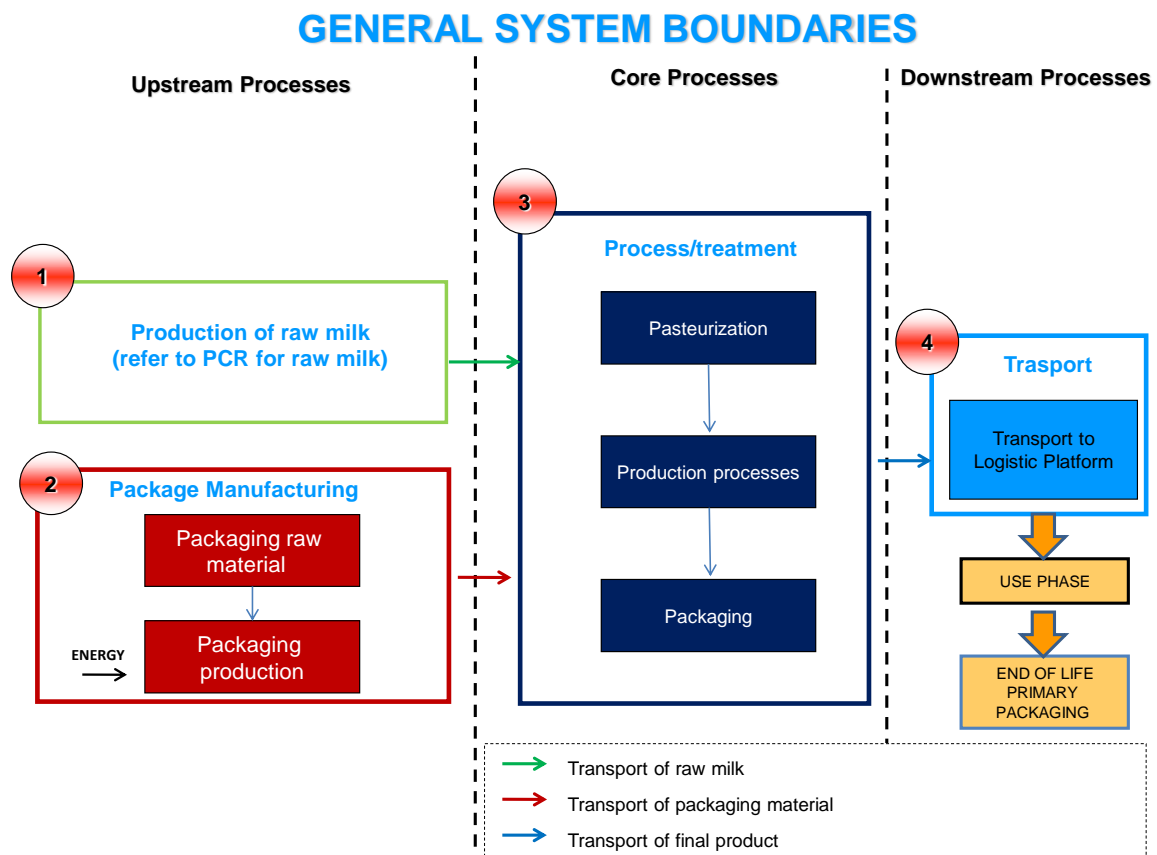 GENERAL SYSTEM BOUNDARIES
Upstream Processes
Core Processes
Downstream Processes
1
Production of raw milk
(refer to PCR for raw milk)
2
Package Manufacturing
Packaging raw
material
Packaging
production
ENERGY
3
Process/treatment
Pasteurization
Production processes
Packaging
4
Trasport
Transport to
Logistic Platform
USE PHASE
END OF LIFE
PRIMARY
PACKAGING
Transport of raw milk
Transport of packaging material
Transport of final product